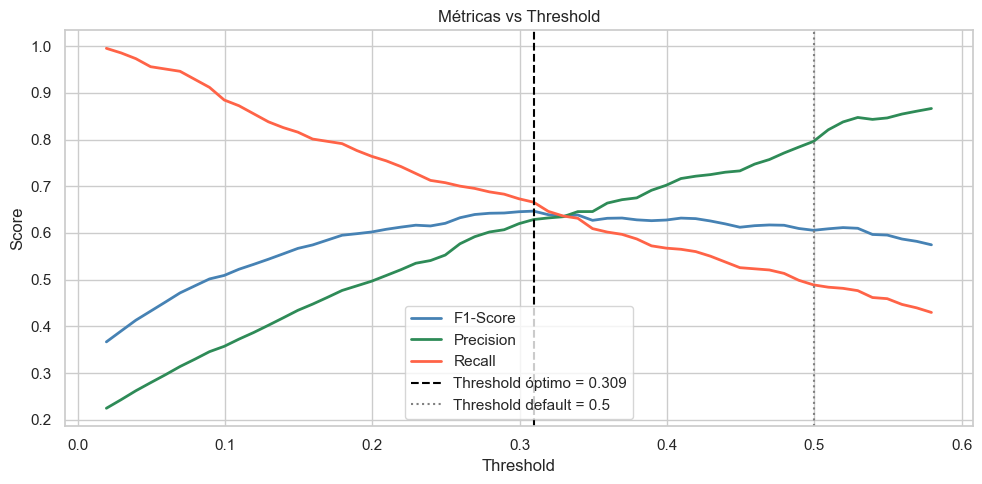 Métricas vs Threshold
Score
1.0
0.9
0.8
0.7
0.6
0.5
0.4
0.3
0.2
F1-Score
Precision
Recall
Threshold óptimo = 0.309
Threshold default = 0.5
0.0 0.1 0.2 0.3 0.4 0.5 0.6
Threshold